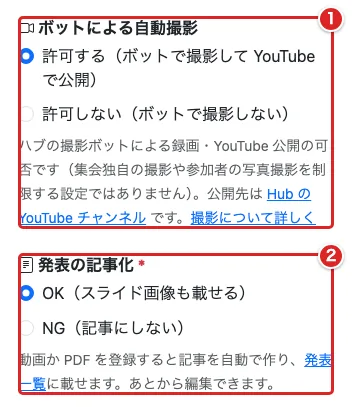 1
ボットによる自動撮影
許可する（ボットで撮影して YouTube
で公開）
許可しない（ボットで撮影しない）
ハブの撮影ボットによる録画・YouTube 公開の可
否です（集会独自の撮影や参加者の写真撮影を制
限する設定ではありません）。公開先は Hub の
YouTube チャンネル です。撮影について詳しく
2
発表の記事化 *
OK（スライド画像も載せる）
NG（記事にしない）
動画か PDF を登録すると記事を自動で作り、発表
一覧に載せます。あとから編集できます。